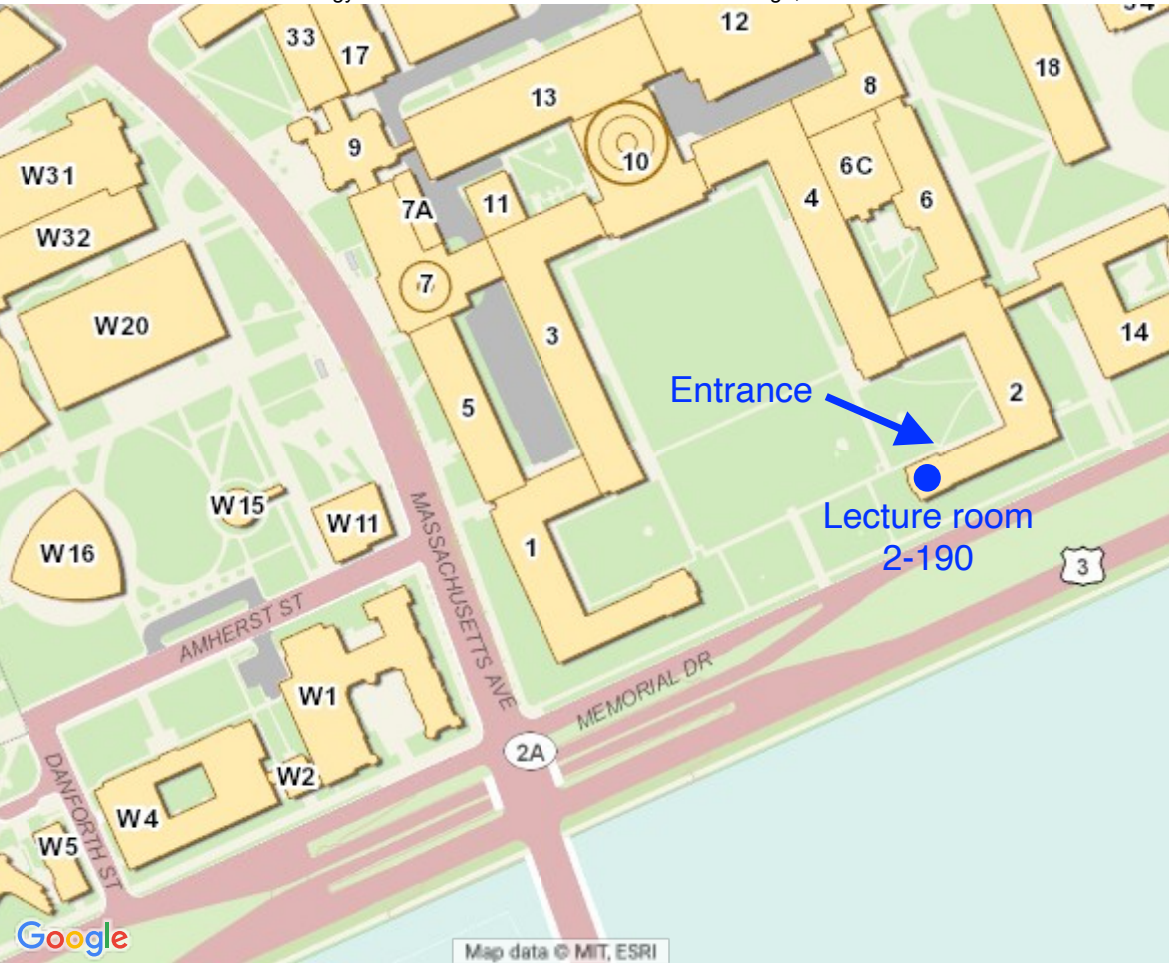 12
33
17
18
8
13
9
10
6C
W31
4
6
7A
11
W32
7
W20
3
14
Entrance
2
5
W15
W11
Lecture room
2-190
1
W16
3
MASSACHUSETTS AVE
AMHERST ST
MEMORIAL DR
W1
2A
W2
DANFORTH ST
W4
W5
Google
Map data © MIT, ESRI